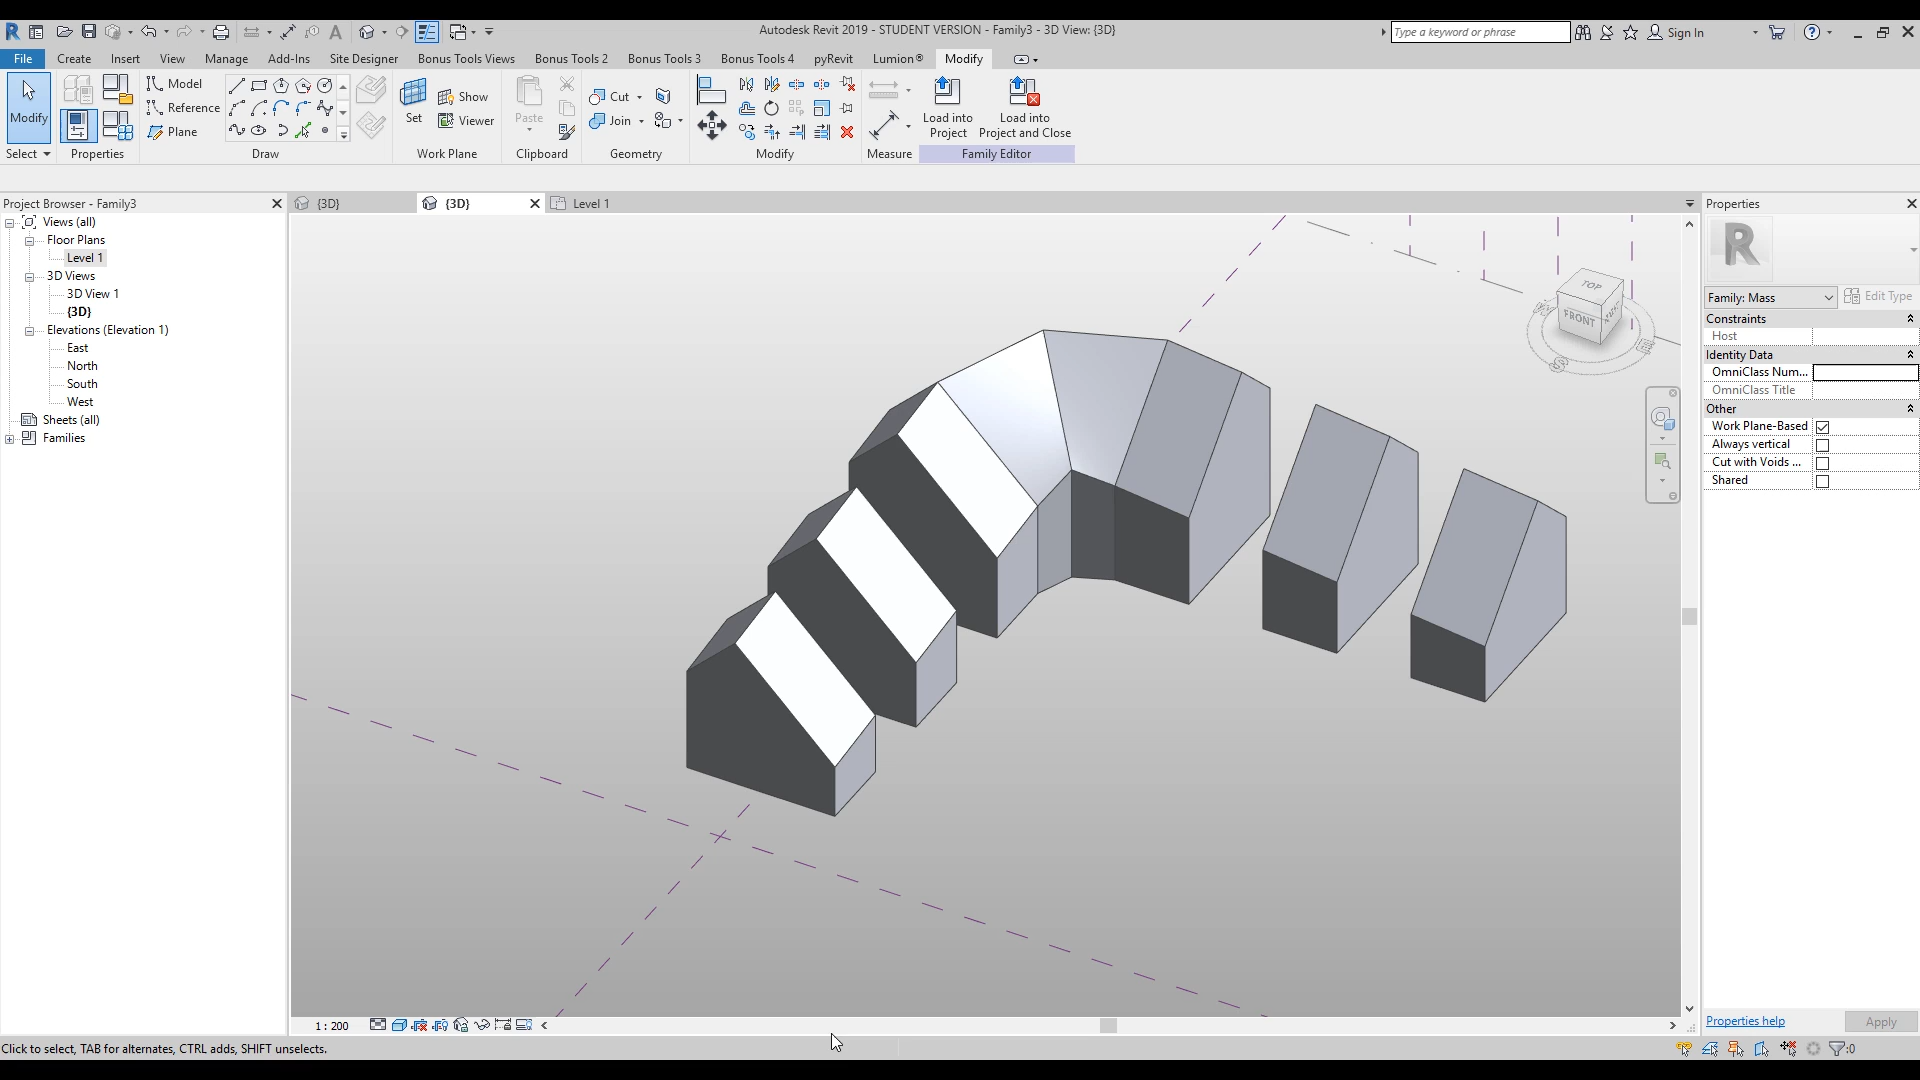 Autodesk Revit 2019 - STUDENT VERSION - Family3 - 3D View: {3D}
Type a keyword or phrase
Sign In
File Create Insert View Manage Add-Ins Site Designer Bonus Tools Views Bonus Tools 2 Bonus Tools 3 Bonus Tools 4 pyRevit Lumion® Modify
Modify
Model
Reference
Plane
Set
Show
Viewer
Paste
Cut
Join
Load into
Project
Load into
Project and Close
Select Properties Draw Work Plane Clipboard Geometry Modify Measure Family Editor
Project Browser - Family3
{3D} {3D} Level 1
Properties
Views (all)
Floor Plans
Level 1
3D Views
3D View 1
{3D}
Elevations (Elevation 1)
East
North
South
West
Sheets (all)
Families
TOP
FRONT
S
E
R
Family: Mass
Edit Type
Constraints
Host
Identity Data
OmniClass Num...
OmniClass Title
Other
Work Plane-Based
Always vertical
Cut with Voids ...
Shared
Properties help
Apply
1 : 200
Click to select, TAB for alternates, CTRL adds, SHIFT unselects.
:0